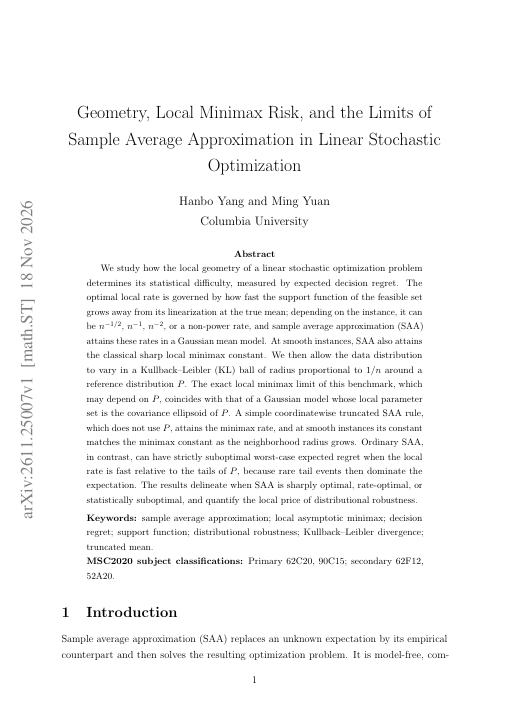 Geometry, Local Minimax Risk, and the Limits of
Sample Average Approximation in Linear Stochastic
Optimization
Hanbo Yang and Ming Yuan
Columbia University
Abstract
We study how the local geometry of a linear stochastic optimization problem
determines its statistical difficulty, measured by expected decision regret. The
optimal local rate is governed by how fast the support function of the feasible set
grows away from its linearization at the true mean; depending on the instance, it can
be n⁻¹/², n⁻¹, n⁻², or a non-power rate, and sample average approximation (SAA)
attains these rates in a Gaussian mean model. At smooth instances, SAA also attains
the classical sharp local minimax constant. We then allow the data distribution
to vary in a Kullback–Leibler (KL) ball of radius proportional to 1/n around a
reference distribution P. The exact local minimax limit of this benchmark, which
may depend on P, coincides with that of a Gaussian model whose local parameter
set is the covariance ellipsoid of P. A simple coordinatewise truncated SAA rule,
which does not use P, attains the minimax rate, and at smooth instances its constant
matches the minimax constant as the neighborhood radius grows. Ordinary SAA,
in contrast, can have strictly suboptimal worst-case expected regret when the local
rate is fast relative to the tails of P, because rare tail events then dominate the
expectation. The results delineate when SAA is sharply optimal, rate-optimal, or
statistically suboptimal, and quantify the local price of distributional robustness.
Keywords: sample average approximation; local asymptotic minimax; decision
regret; support function; distributional robustness; Kullback–Leibler divergence;
truncated mean.
MSC2020 subject classifications: Primary 62C20, 90C15; secondary 62F12,
52A20.
1 Introduction
Sample average approximation (SAA) replaces an unknown expectation by its empirical
counterpart and then solves the resulting optimization problem. It is model-free, com-
1
arXiv:2611.25007v1 [math.ST] 18 Nov 2026